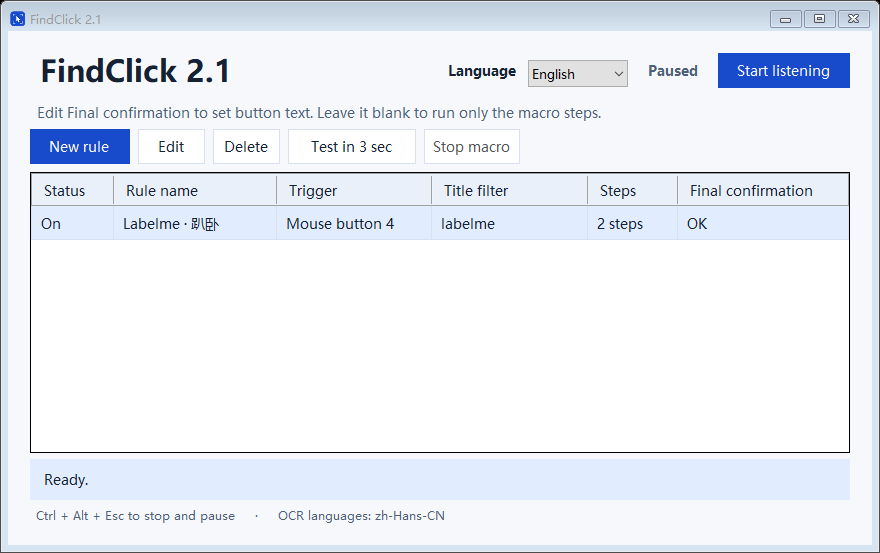 FindClick 2.1
FindClick 2.1
Language English Paused Start listening
Edit Final confirmation to set button text. Leave it blank to run only the macro steps.
New rule Edit Delete Test in 3 sec Stop macro
Status Rule name Trigger Title filter Steps Final confirmation
On Labelme · 趴卧 Mouse button 4 labelme 2 steps OK
Ready.
Ctrl + Alt + Esc to stop and pause · OCR languages: zh-Hans-CN